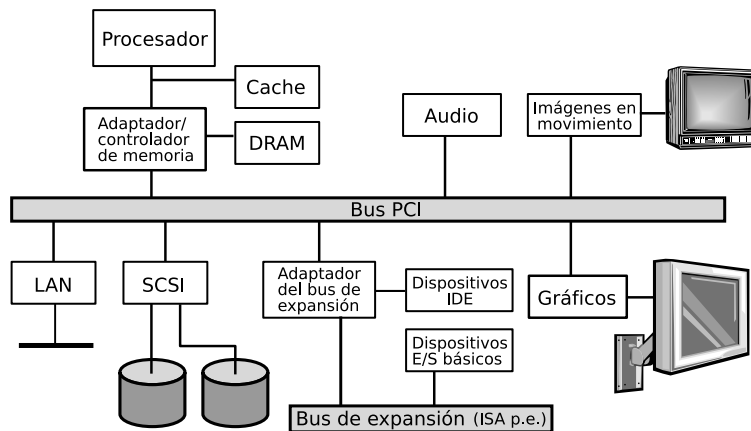 Procesador
Cache
Adaptador/
controlador
de memoria
DRAM
Audio
Imágenes en
movimiento
Bus PCI
LAN
SCSI
Adaptador
del bus de
expansión
Dispositivos
IDE
Gráficos
Dispositivos
E/S básicos
Bus de expansión (ISA p.e.)